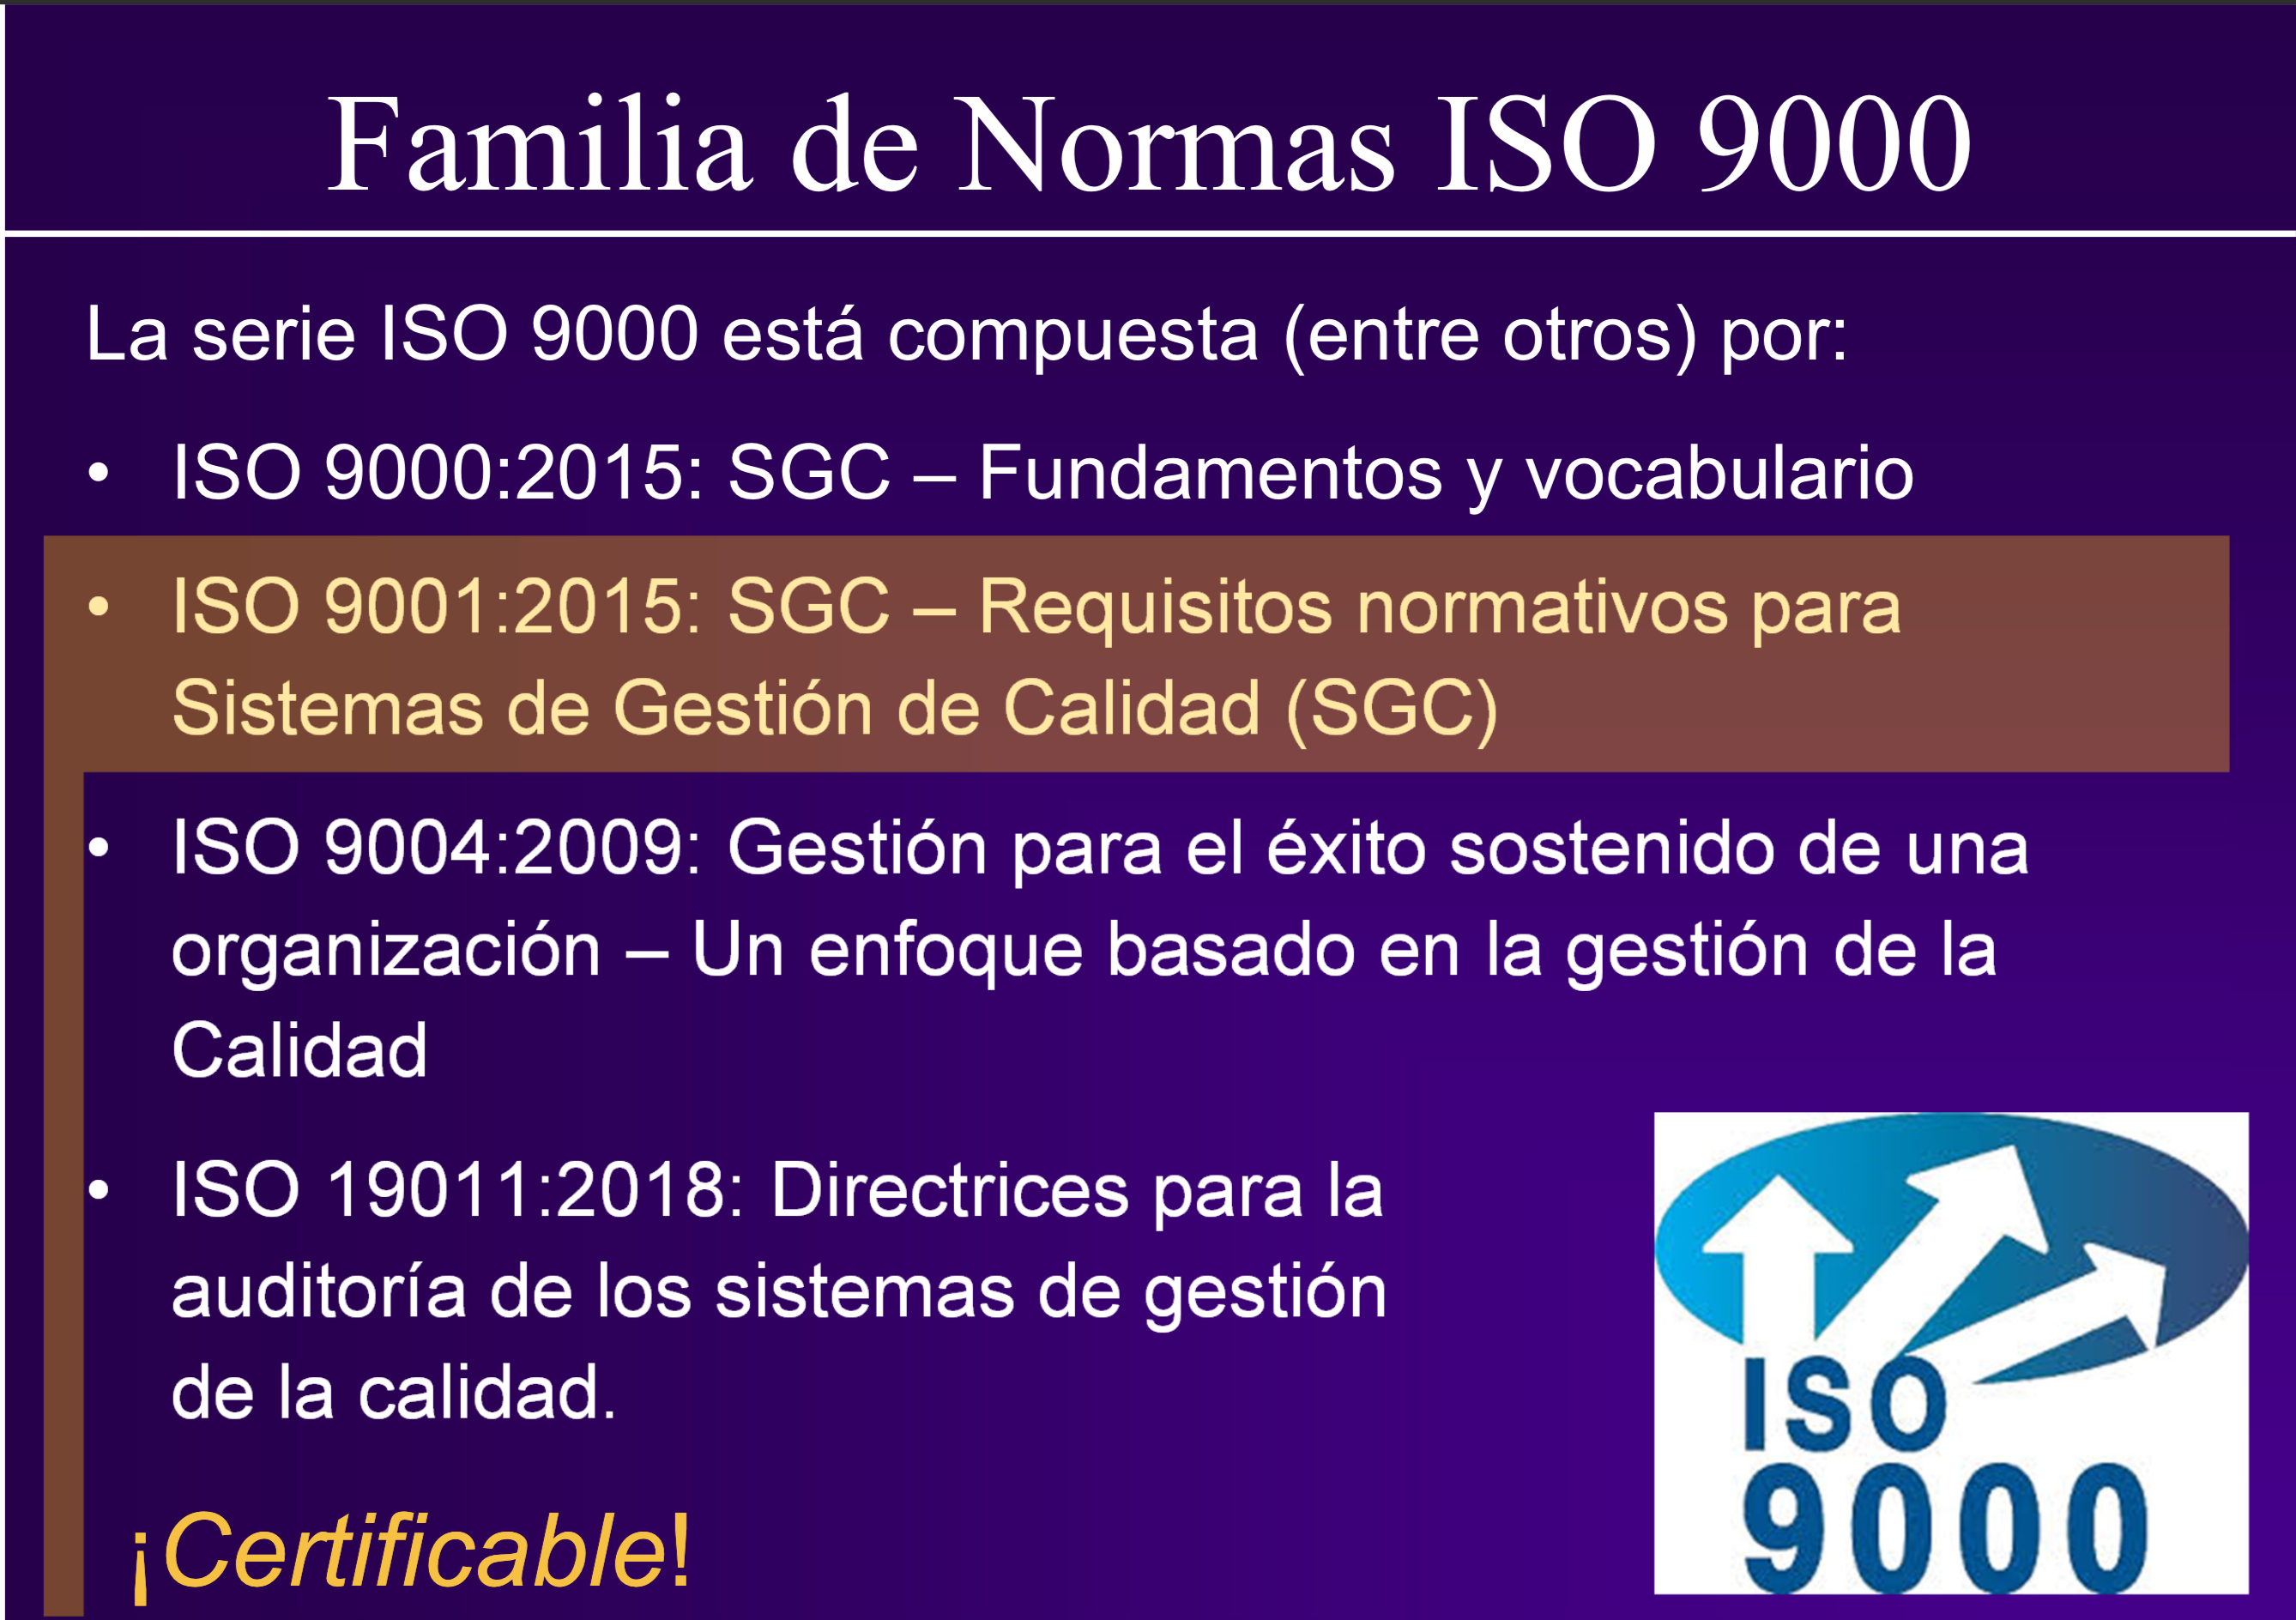 Familia de Normas ISO 9000
La serie ISO 9000 está compuesta (entre otros) por:
• ISO 9000:2015: SGC – Fundamentos y vocabulario
• ISO 9001:2015: SGC – Requisitos normativos para
Sistemas de Gestión de Calidad (SGC)
• ISO 9004:2009: Gestión para el éxito sostenido de una
organización – Un enfoque basado en la gestión de la
Calidad
• ISO 19011:2018: Directrices para la
auditoría de los sistemas de gestión
de la calidad.
¡Certificable!
ISO
9000